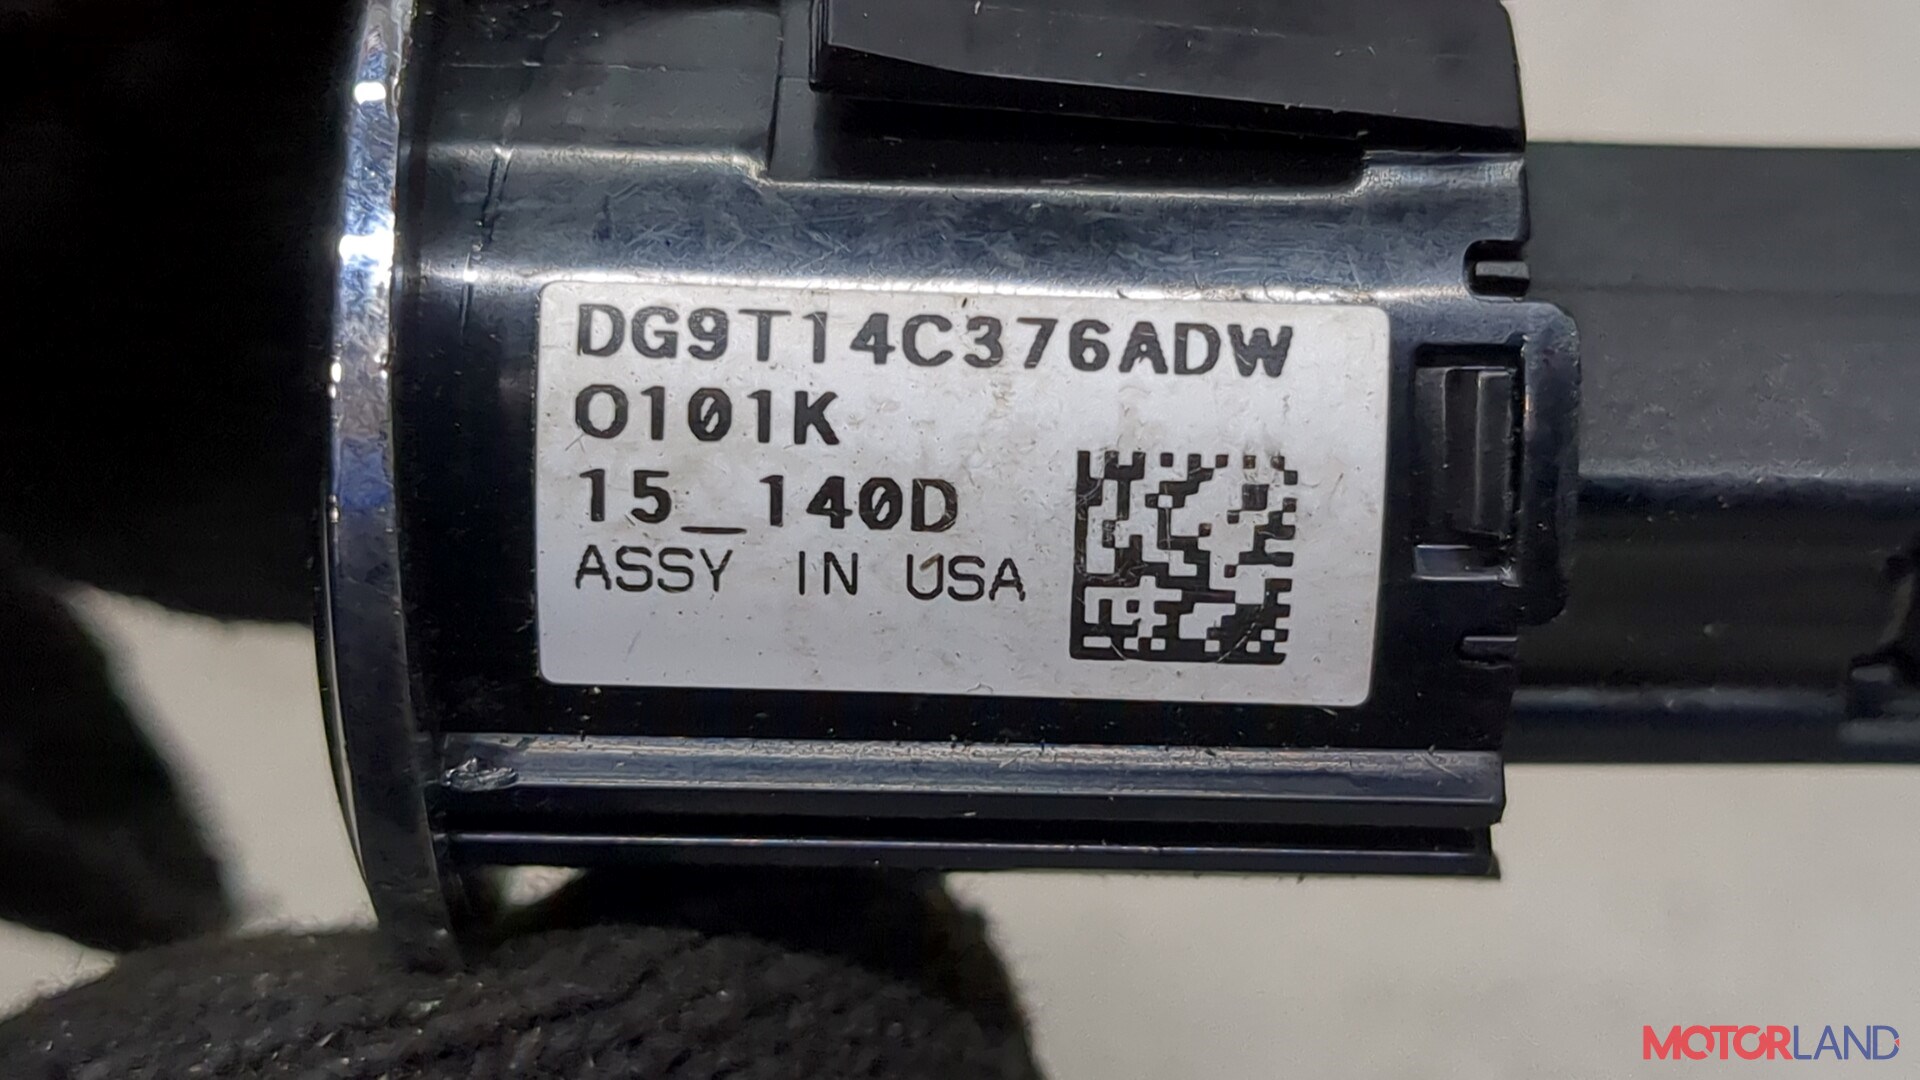 DG9T14C376ADW
O101K
15_140D
ASSY IN USA
MOTORLAND